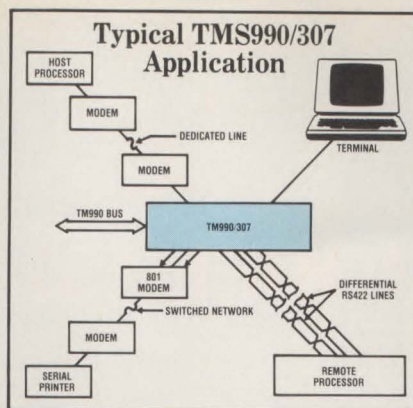 Typical TMS990/307
Application
HOST
PROCESSOR
MODEM
DEDICATED LINE
MODEM
TERMINAL
TM990 BUS
TM990/307
801
MODEM
DIFFERENTIAL
RS422 LINES
SWITCHED NETWORK
MODEM
SERIAL
PRINTER
REMOTE
PROCESSOR